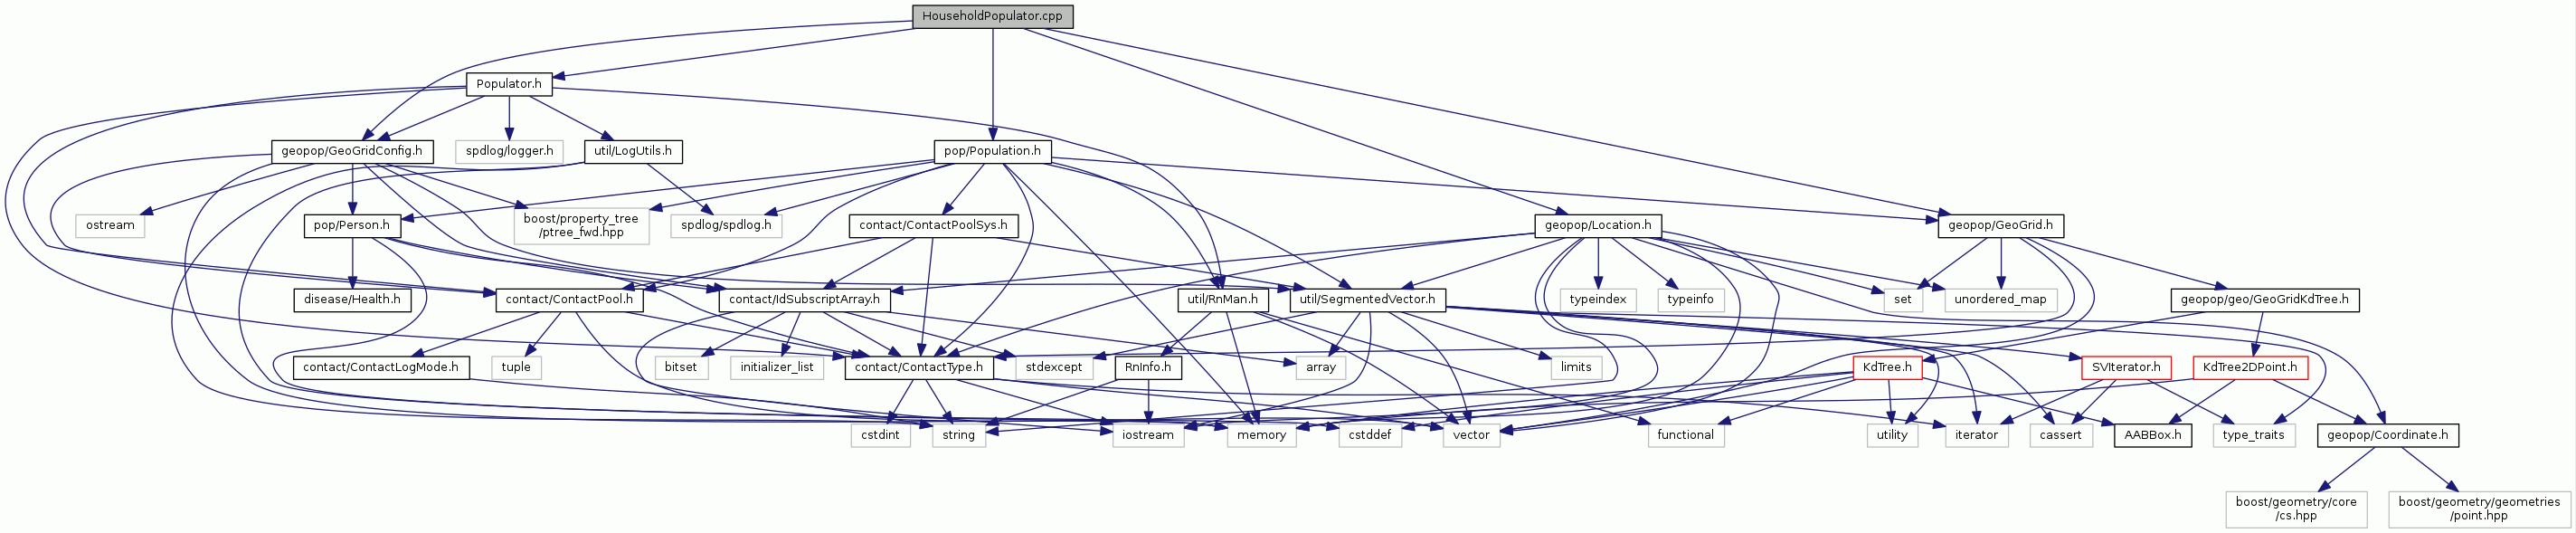 HouseholdPopulator.cpp
Populator.h
geopop/GeoGridConfig.h
spdlog/logger.h
util/LogUtils.h
pop/Population.h
ostream
pop/Person.h
boost/property_tree
/ptree_fwd.hpp
spdlog/spdlog.h
contact/ContactPoolSys.h
geopop/Location.h
geopop/GeoGrid.h
disease/Health.h
contact/ContactPool.h
contact/IdSubscriptArray.h
util/RnMan.h
util/SegmentedVector.h
typeindex
typeinfo
set
unordered_map
geopop/geo/GeoGridKdTree.h
contact/ContactLogMode.h
tuple
bitset
initializer_list
contact/ContactType.h
stdexcept
RnInfo.h
array
limits
KdTree.h
SVIterator.h
KdTree2DPoint.h
cstdint
string
iostream
memory
cstddef
vector
functional
utility
iterator
cassert
AABBox.h
type_traits
geopop/Coordinate.h
boost/geometry/core
/cs.hpp
boost/geometry/geometries
/point.hpp